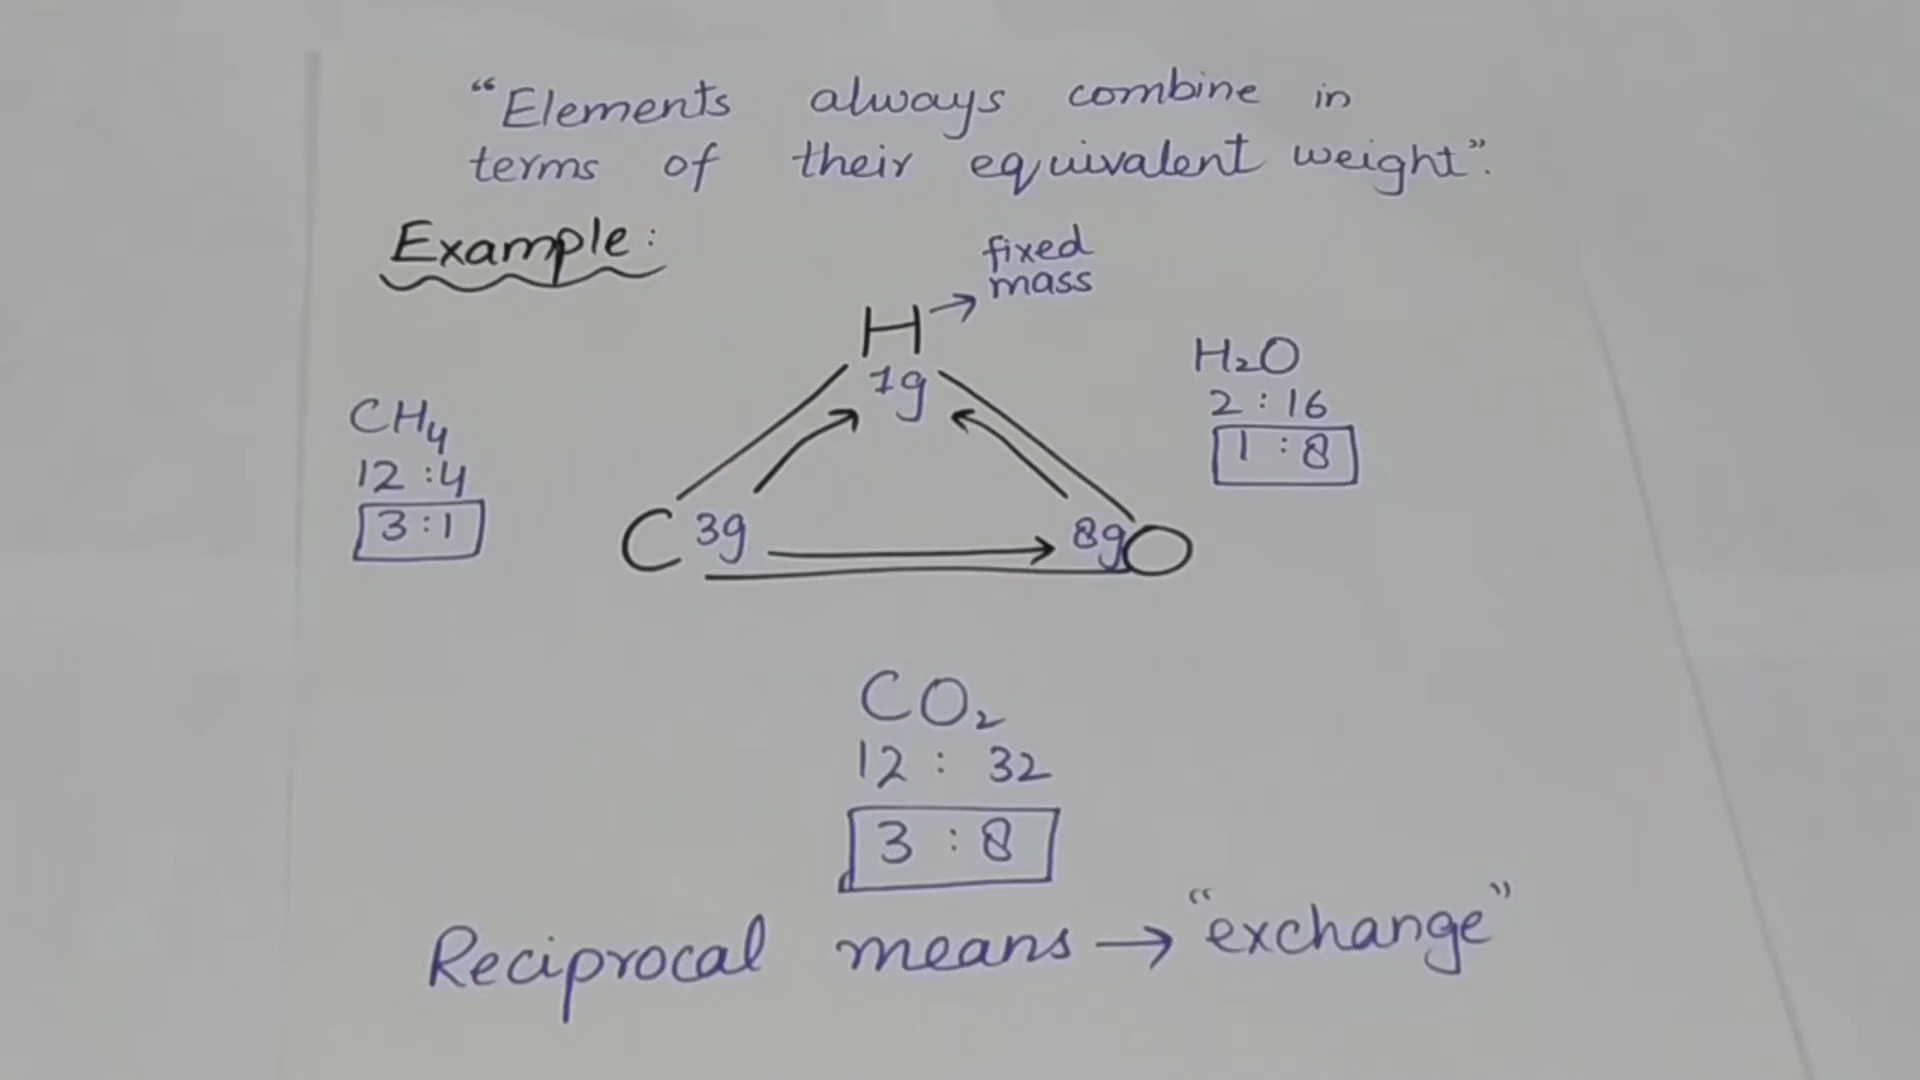 “Elements always combine in
terms of their equivalent weight”.
Example:
fixed
mass
H
1g
H₂O
2 : 16
1 : 8
CH₄
12 : 4
3 : 1
C 3g
8g O
CO₂
12 : 32
3 : 8
Reciprocal means → “exchange”